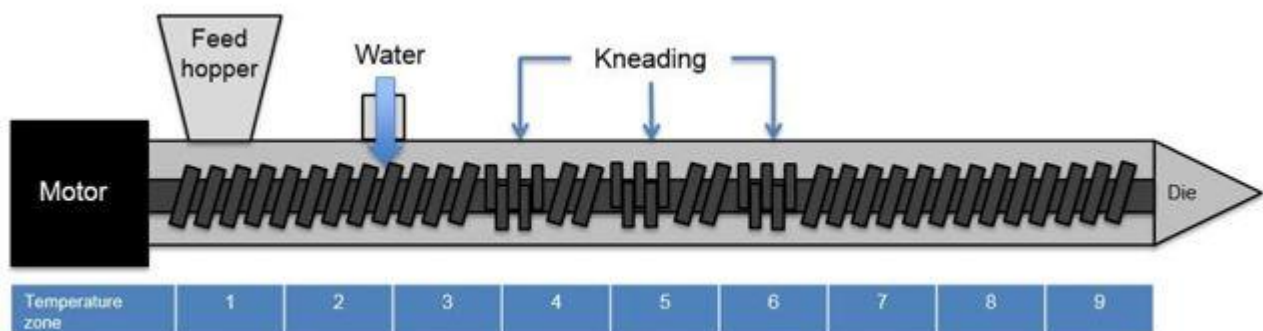 Feed
hopper
Water
Kneading
Motor
Die
Temperature
zone
1
2
3
4
5
6
7
8
9